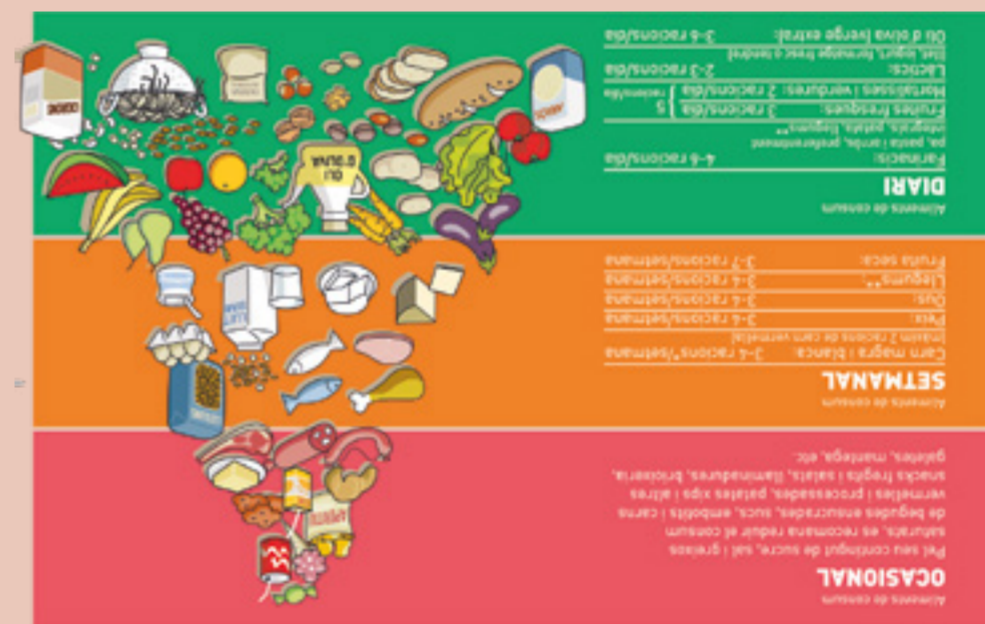 Aliments de consum
OCASIONAL
Pel seu contingut de sucre, sal i greixos
saturats, es recomana reduir el consum
de begudes ensucrades, sucs, embotits i carns
vermelles i processades, patates xips i altres
snacks fregits i salats, llaminadures, brioixeria,
galetes, mantega, etc.
Aliments de consum
SETMANAL
Carn magra i blanca: 3-4 racions*/setmana
(màxim 2 racions de carn vermella)
Peix: 3-4 racions/setmana
Ous: 3-4 racions/setmana
Llegums**: 3-4 racions/setmana
Fruita seca: 3-7 racions/setmana
Aliments de consum
DIARI
Farinacis: 4-6 racions/dia
pa, pasta i arròs, preferentment
integrals, patata, llegums**
Fruites fresques: 3 racions/dia 5
Hortalisses i verdures: 2 racions/dia racions/dia
Làctics: 2-3 racions/dia
(llet, iogurt, formatge fresc o tendre)
Oli d'oliva (verge extra): 3-6 racions/dia
OLI
D'OLIVA